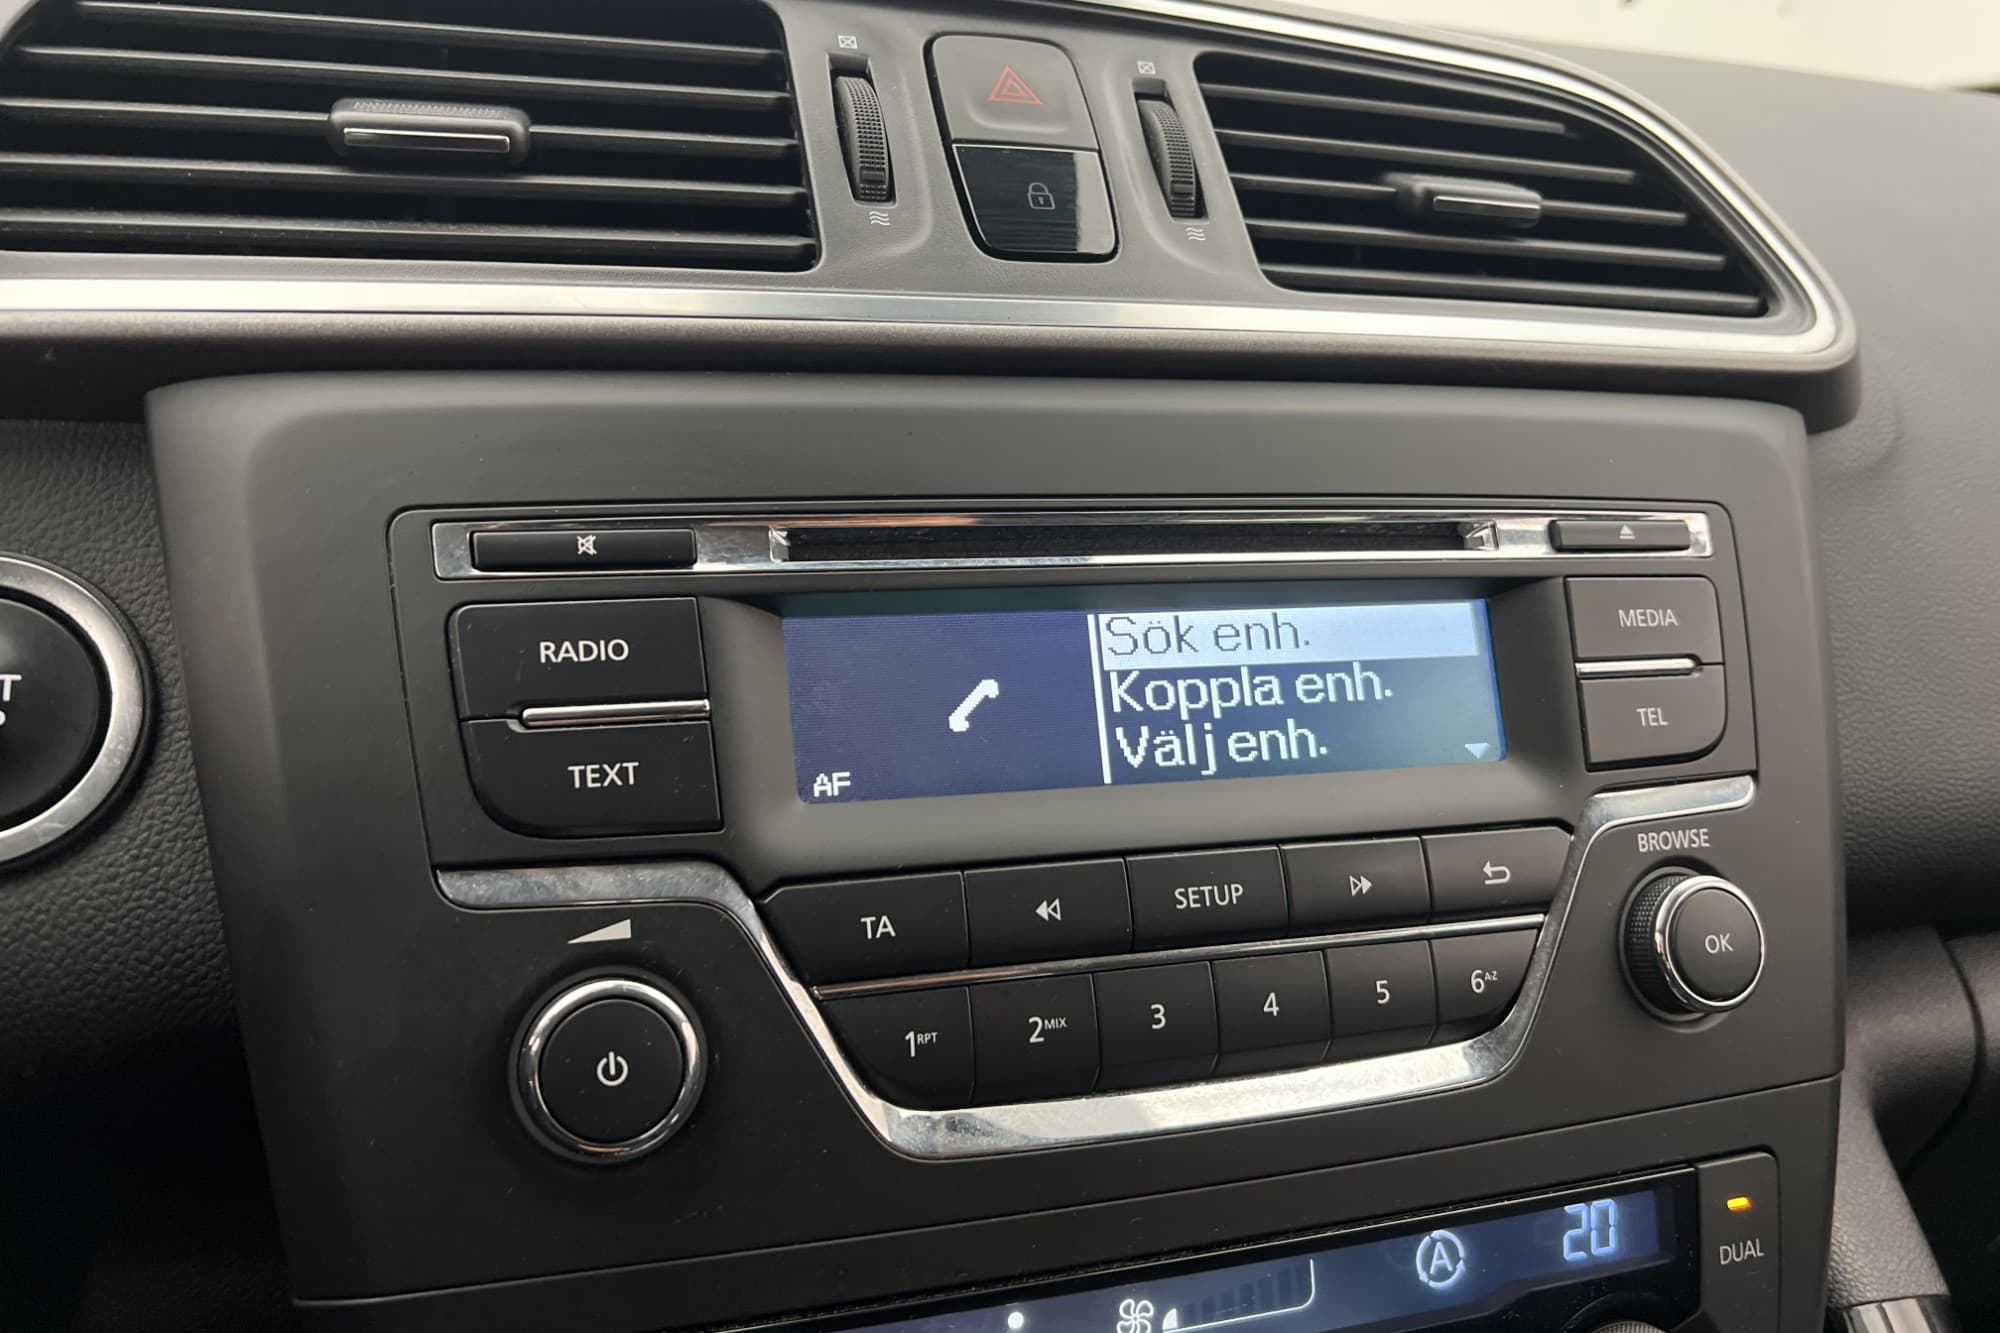 RADIO
TEXT
Sök enh.
Koppla enh.
Välj enh.
AF
MEDIA
TEL
BROWSE
OK
TA
SETUP
1RPT
2MIX
3
4
5
6A-Z
A
20
DUAL